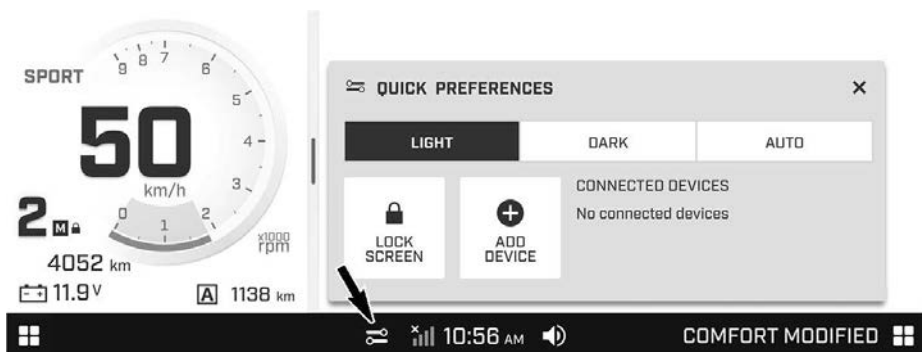 SPORT
9 8 7 6 5 4 3 2 1 0
50
km/h
2 M
x1000
rpm
4052 km
11.9 V
A 1138 km
QUICK PREFERENCES
LIGHT DARK AUTO
LOCK
SCREEN
ADD
DEVICE
CONNECTED DEVICES
No connected devices
10:56 AM
COMFORT MODIFIED